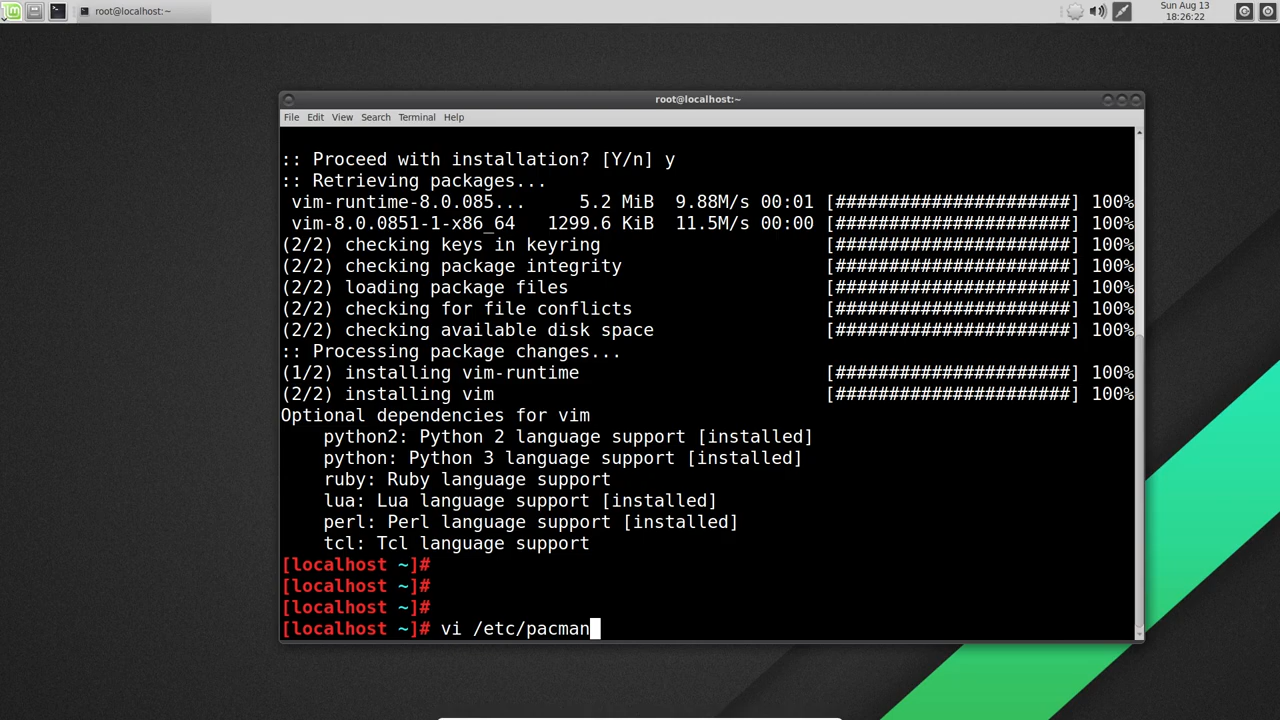 root@localhost:~
Sun Aug 13
18:26:22
root@localhost:~
File Edit View Search Terminal Help
:: Proceed with installation? [Y/n] y
:: Retrieving packages...
vim-runtime-8.0.085... 5.2 MiB 9.88M/s 00:01 [######################] 100%
vim-8.0.0851-1-x86_64 1299.6 KiB 11.5M/s 00:00 [######################] 100%
(2/2) checking keys in keyring [######################] 100%
(2/2) checking package integrity [######################] 100%
(2/2) loading package files [######################] 100%
(2/2) checking for file conflicts [######################] 100%
(2/2) checking available disk space [######################] 100%
:: Processing package changes...
(1/2) installing vim-runtime [######################] 100%
(2/2) installing vim [######################] 100%
Optional dependencies for vim
python2: Python 2 language support [installed]
python: Python 3 language support [installed]
ruby: Ruby language support
lua: Lua language support [installed]
perl: Perl language support [installed]
tcl: Tcl language support
[localhost ~]#
[localhost ~]#
[localhost ~]#
[localhost ~]# vi /etc/pacman